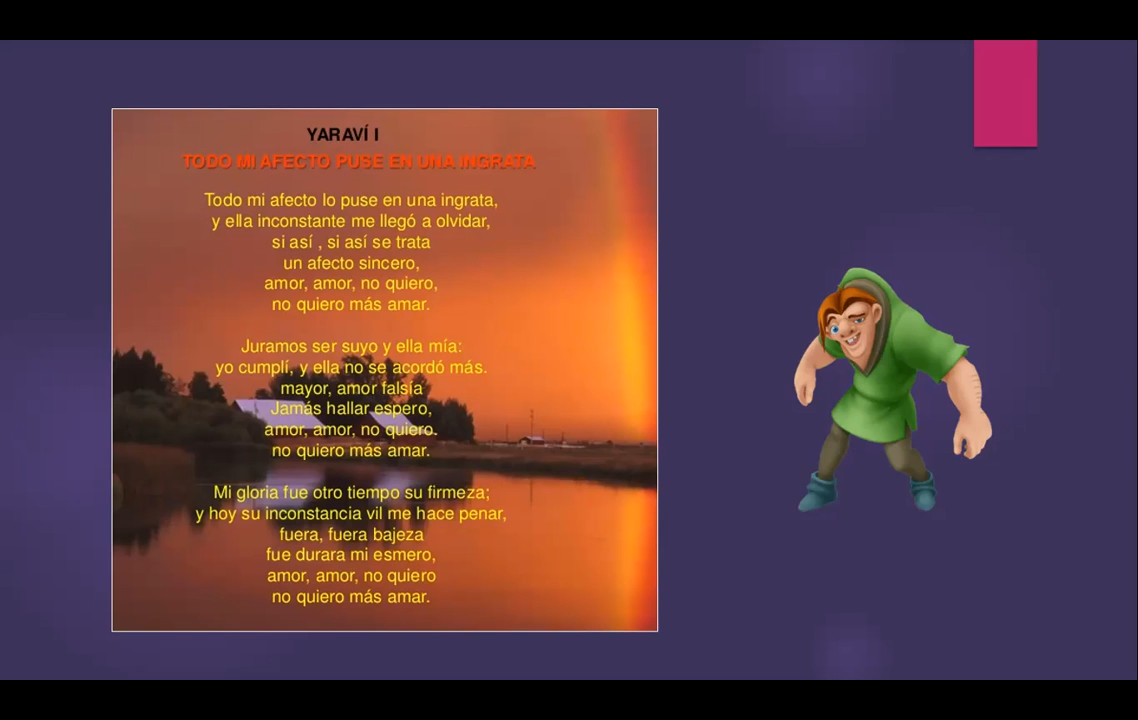 YARAVÍ I
TODO MI AFECTO PUSE EN UNA INGRATA
Todo mi afecto lo puse en una ingrata,
y ella inconstante me llegó a olvidar,
si así , si así se trata
un afecto sincero,
amor, amor, no quiero,
no quiero más amar.
Juramos ser suyo y ella mía:
yo cumplí, y ella no se acordó más.
mayor, amor falsía
Jamás hallar espero,
amor, amor, no quiero.
no quiero más amar.
Mi gloria fue otro tiempo su firmeza;
y hoy su inconstancia vil me hace penar,
fuera, fuera bajeza
fue durara mi esmero,
amor, amor, no quiero
no quiero más amar.